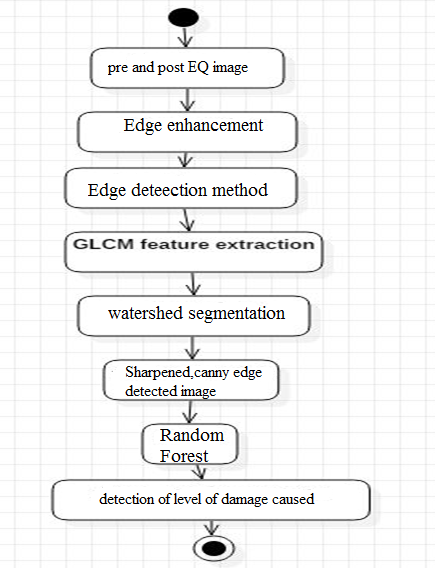 pre and post EQ image
Edge enhancement
Edge deteection method
GLCM feature extraction
watershed segmentation
Sharpened,canny edge
detected image
Random
Forest
detection of level of damage caused